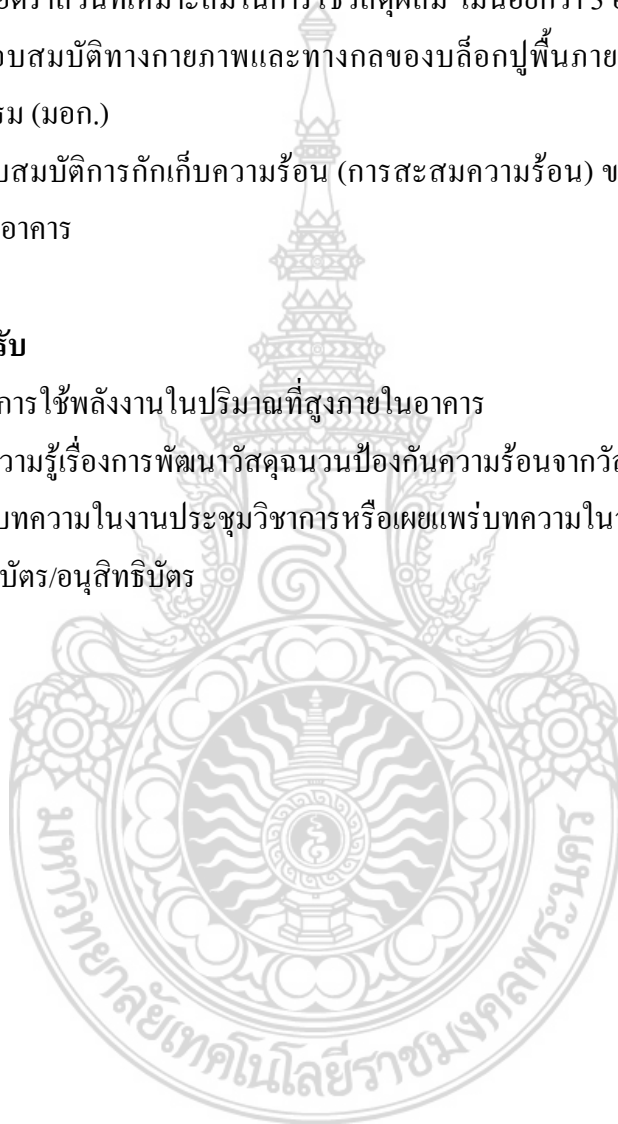 อัตราส่วนที่เหมาะสมในการใช้วัสดุผสม ไม่น้อยกว่า 3
อบสมบัติทางกายภาพและทางกลของบล็อกปูพื้นภาย
รม (มอก.)
บสมบัติการกักเก็บความร้อน (การสะสมความร้อน) ข
อาคาร
รับ
การใช้พลังงานในปริมาณที่สูงภายในอาคาร
วามรู้เรื่องการพัฒนาวัสดุฉนวนป้องกันความร้อนจากวัส
บทความในงานประชุมวิชาการหรือเผยแพร่บทความในว
บัตร/อนุสิทธิบัตร
มหาวิทยาลัยเทคโนโลยีราชมงคลพระนคร